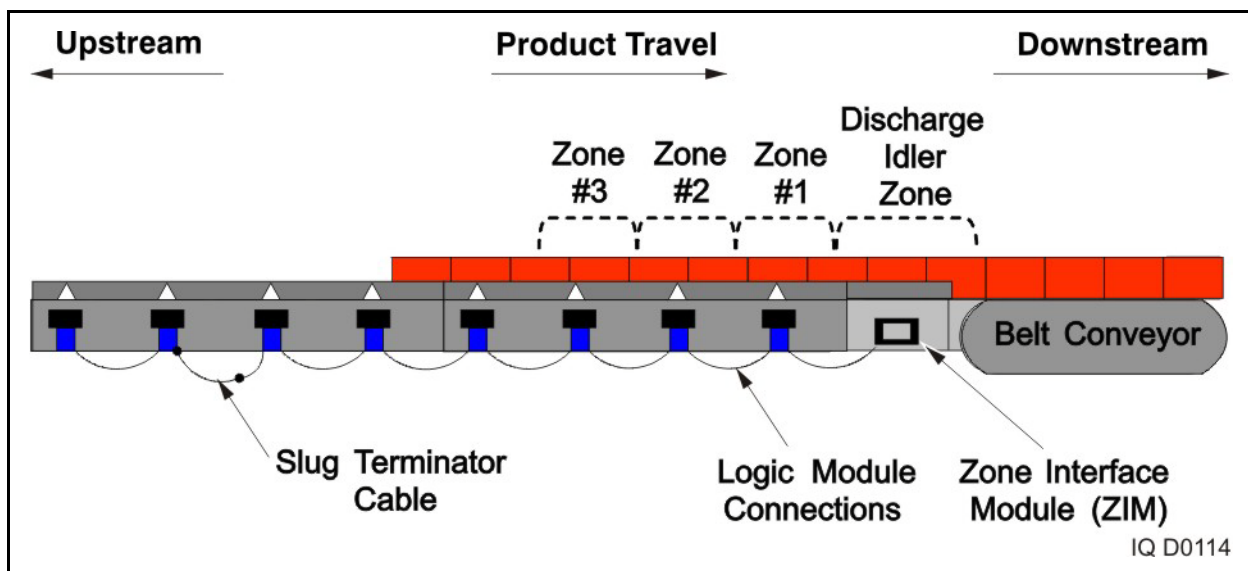 Upstream
Product Travel
Downstream
Discharge
Idler
Zone
Zone
#3
Zone
#2
Zone
#1
Belt Conveyor
Slug Terminator
Cable
Logic Module
Connections
Zone Interface
Module (ZIM)
IQ D0114